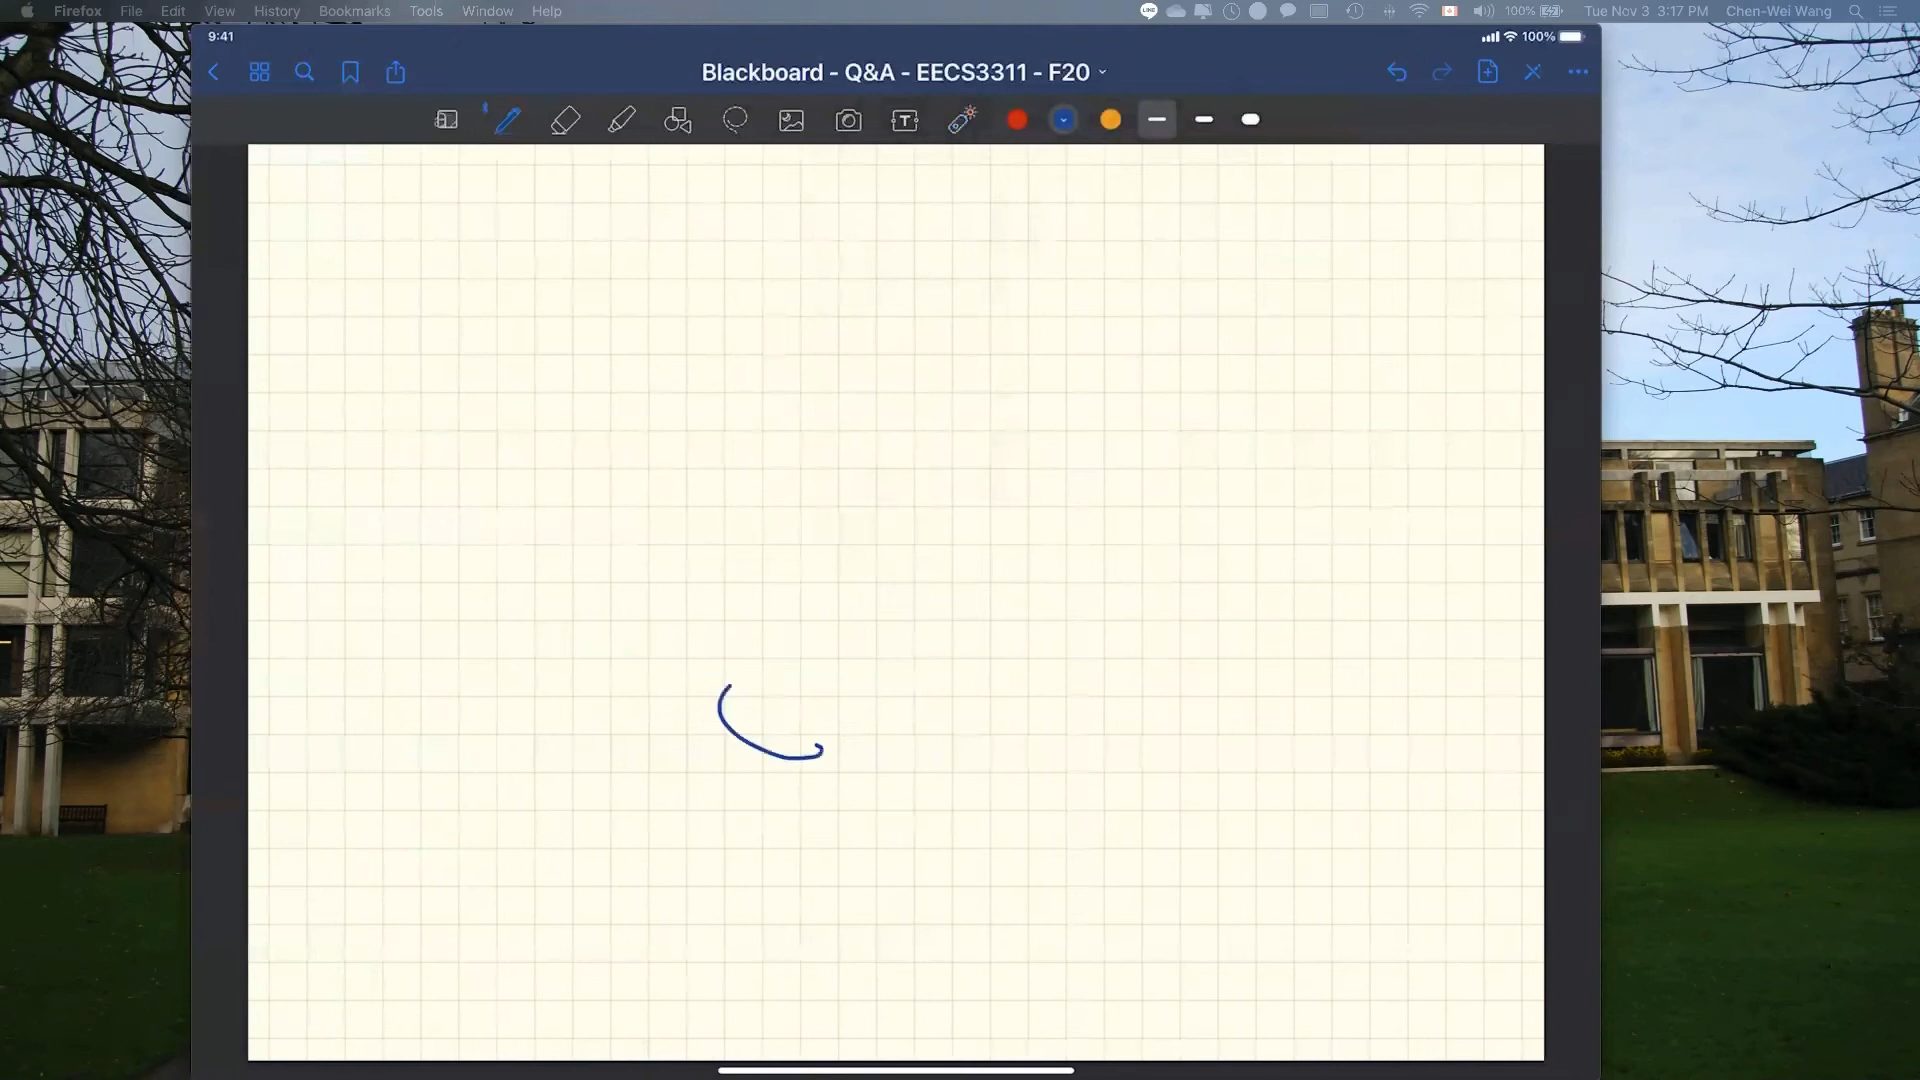 Firefox File Edit View History Bookmarks Tools Window Help LINE 100% Tue Nov 3 3:17 PM Chen-Wei Wang
9:41 100%
Blackboard - Q&A - EECS3311 - F20
T